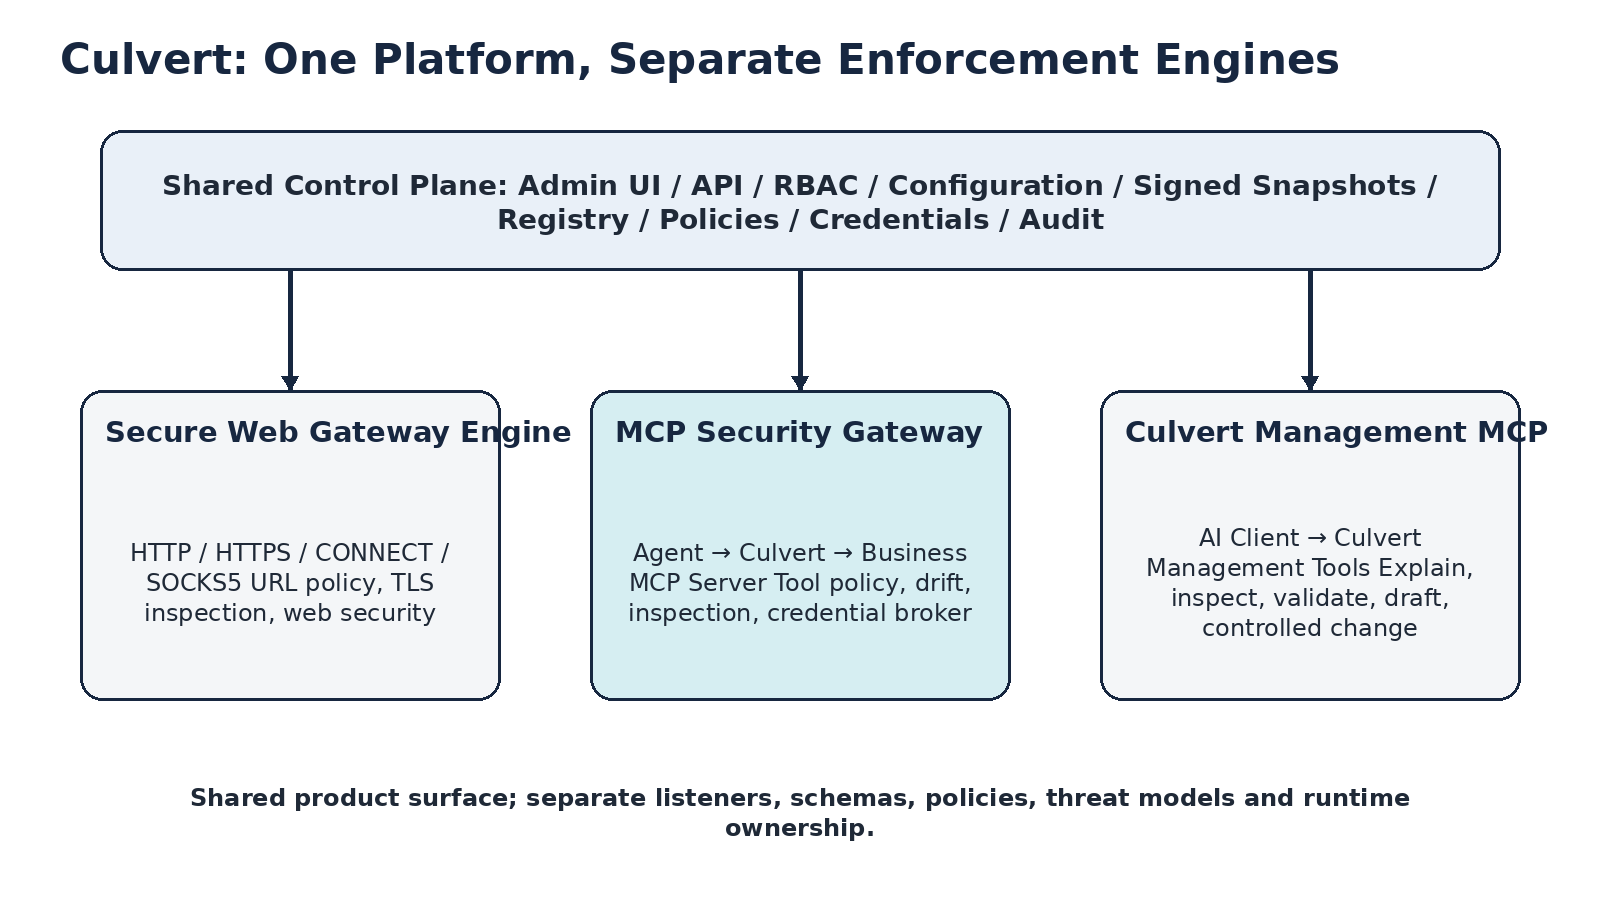 Culvert: One Platform, Separate Enforcement Engines
Shared Control Plane: Admin UI / API / RBAC / Configuration / Signed Snapshots /
Registry / Policies / Credentials / Audit
Secure Web Gateway Engine
HTTP / HTTPS / CONNECT /
SOCKS5 URL policy, TLS
inspection, web security
MCP Security Gateway
Agent → Culvert → Business
MCP Server Tool policy, drift,
inspection, credential broker
Culvert Management MCP
AI Client → Culvert
Management Tools Explain,
inspect, validate, draft,
controlled change
Shared product surface; separate listeners, schemas, policies, threat models and runtime
ownership.